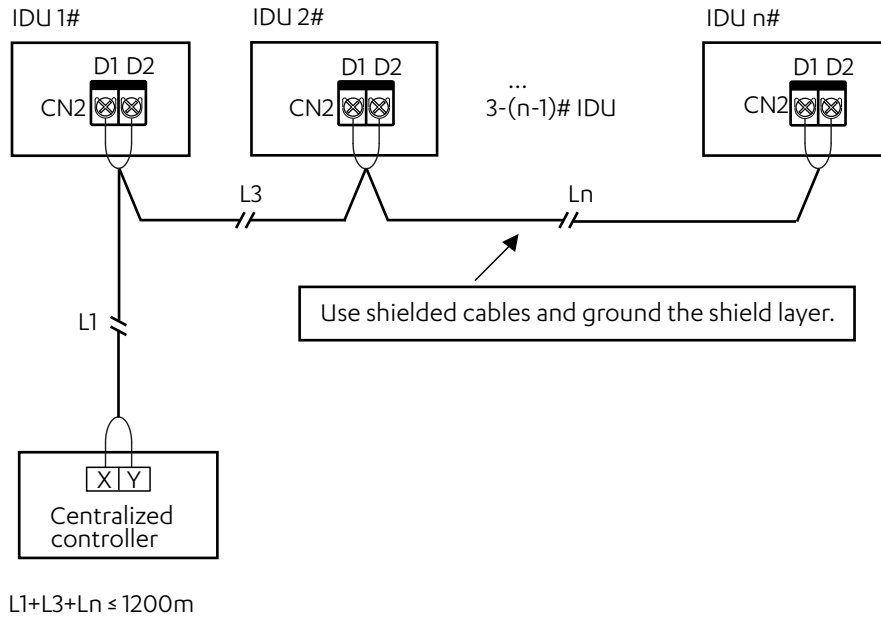 IDU 1#
IDU 2#
IDU n#
D1 D2
D1 D2
D1 D2
CN2
CN2
CN2
...
3-(n-1)# IDU
L3
Ln
Use shielded cables and ground the shield layer.
L1
X Y
Centralized
controller
L1+L3+Ln ≤ 1200m